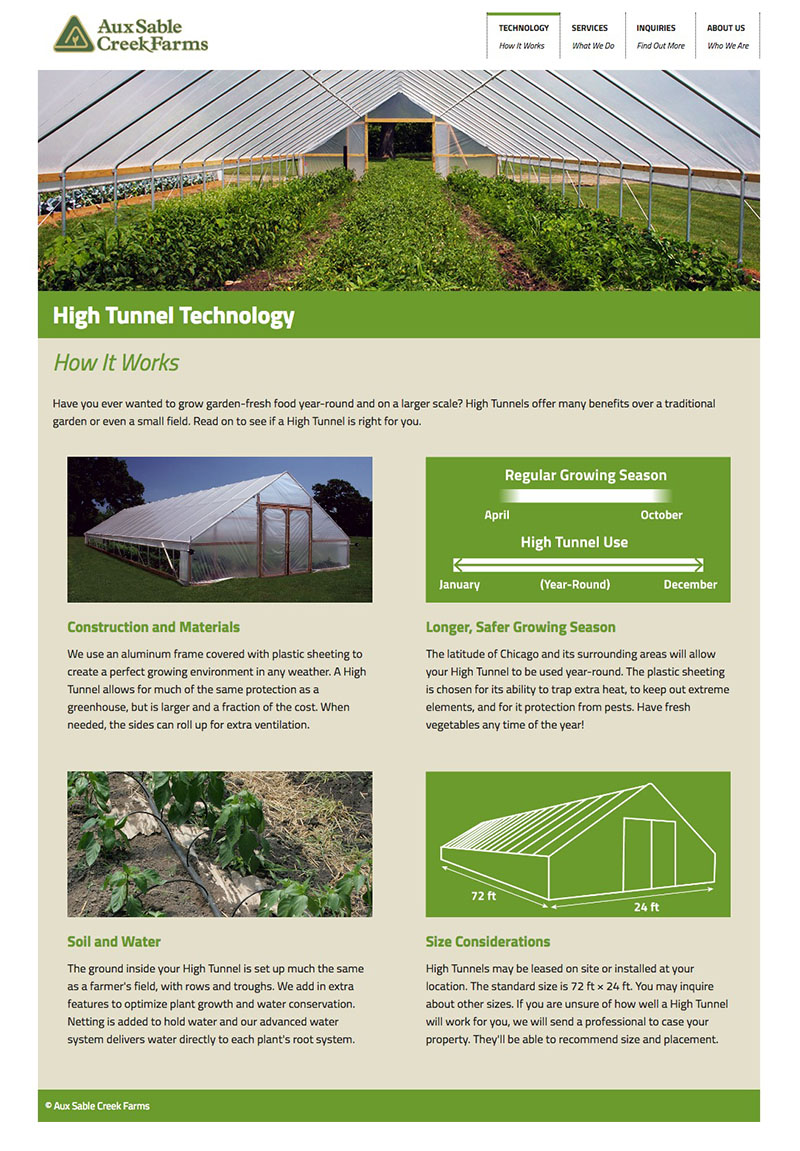 Aux Sable
Creek Farms
TECHNOLOGY
How It Works
SERVICES
What We Do
INQUIRIES
Find Out More
ABOUT US
Who We Are
High Tunnel Technology
How It Works
Have you ever wanted to grow garden-fresh food year-round and on a larger scale? High Tunnels offer many benefits over a traditional
garden or even a small field. Read on to see if a High Tunnel is right for you.
Regular Growing Season
April October
High Tunnel Use
January (Year-Round) December
Construction and Materials
We use an aluminum frame covered with plastic sheeting to
create a perfect growing environment in any weather. A High
Tunnel allows for much of the same protection as a
greenhouse, but is larger and a fraction of the cost. When
needed, the sides can roll up for extra ventilation.
Longer, Safer Growing Season
The latitude of Chicago and its surrounding areas will allow
your High Tunnel to be used year-round. The plastic sheeting
is chosen for its ability to trap extra heat, to keep out extreme
elements, and for it protection from pests. Have fresh
vegetables any time of the year!
72 ft
24 ft
Soil and Water
The ground inside your High Tunnel is set up much the same
as a farmer's field, with rows and troughs. We add in extra
features to optimize plant growth and water conservation.
Netting is added to hold water and our advanced water
system delivers water directly to each plant's root system.
Size Considerations
High Tunnels may be leased on site or installed at your
location. The standard size is 72 ft × 24 ft. You may inquire
about other sizes. If you are unsure of how well a High Tunnel
will work for you, we will send a professional to case your
property. They'll be able to recommend size and placement.
© Aux Sable Creek Farms